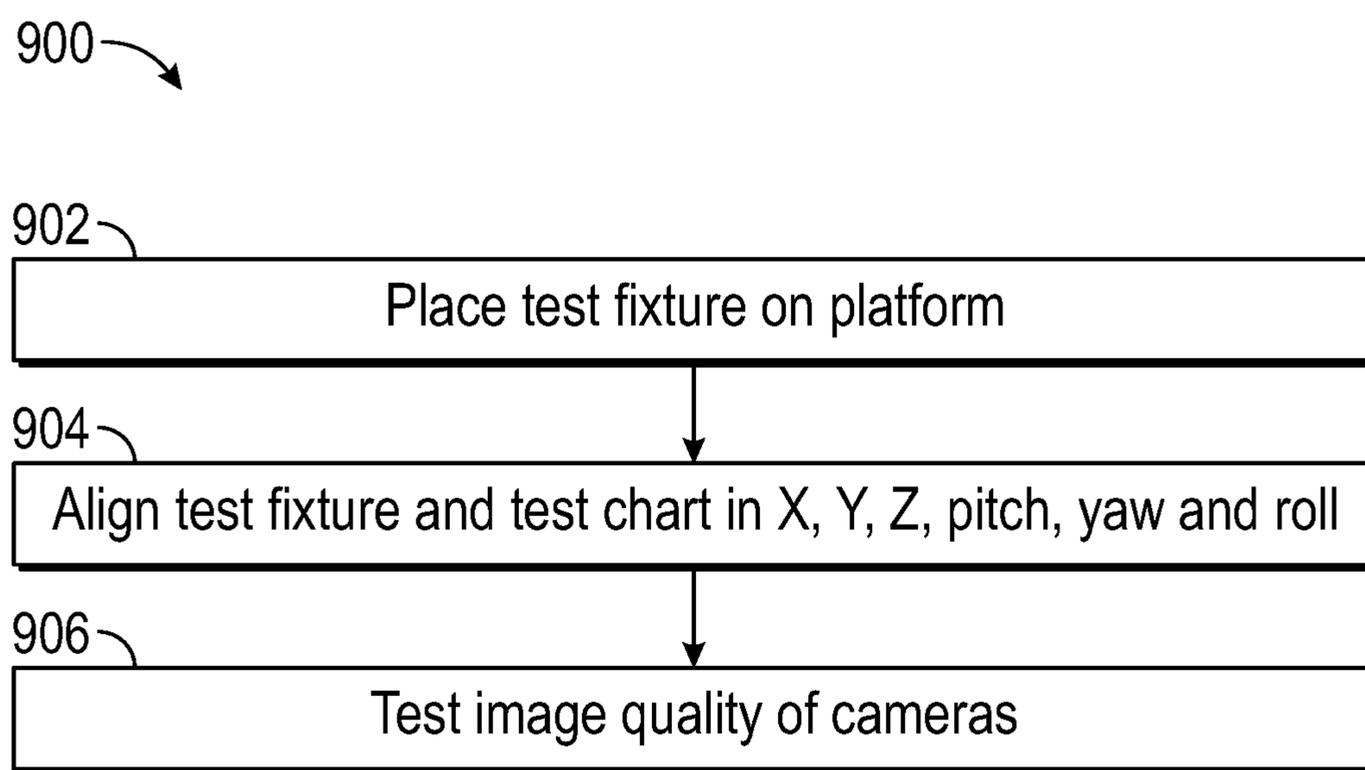 900
902
Place test fixture on platform
904
Align test fixture and test chart in X, Y, Z, pitch, yaw and roll
906
Test image quality of cameras